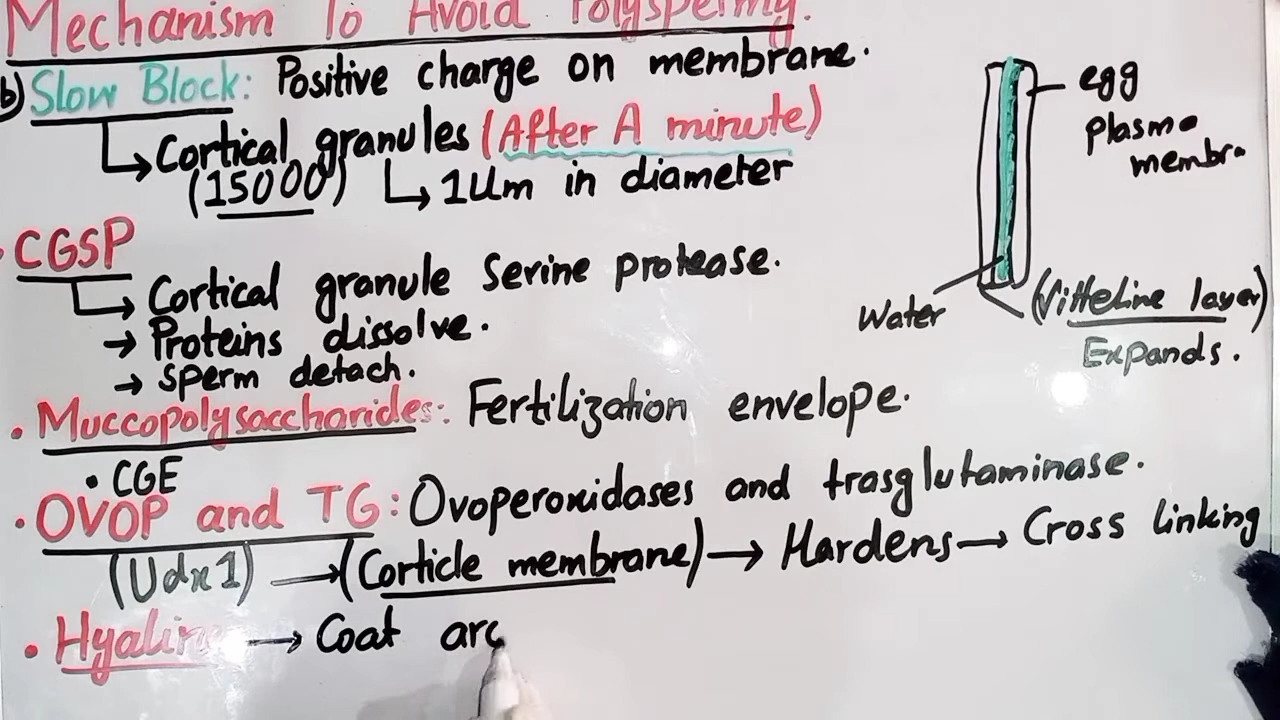 Mechanism To Avoid Polyspermy.
b) Slow Block: Positive charge on membrane.
Cortical granules (After A minute)
(15000) 1Um in diameter
CGSP
Cortical granule Serine protease.
→ Proteins dissolve.
→ Sperm detach.
• Muccopolysaccharides: Fertilization envelope.
• CGE
• OVOP and TG: Ovoperoxidases and trasglutaminase.
(Udx1) → (Corticle membrane) → Hardens → Cross linking
• Hyalin → Coat aro
egg
Plasma
membra
Water
(Vitteline layer)
Expands.